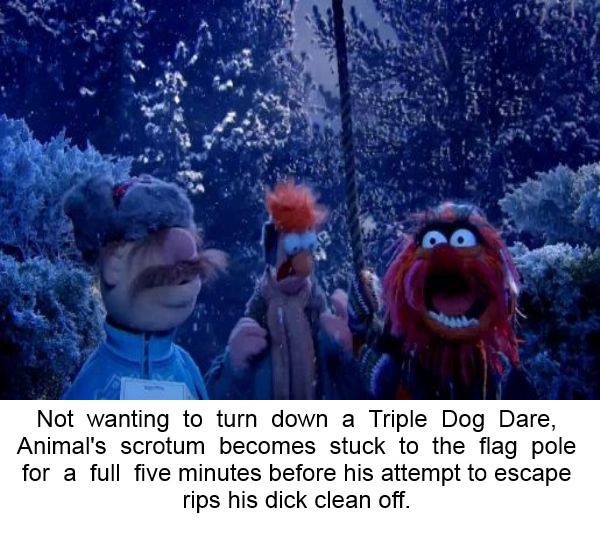 Not wanting to turn down a Triple Dog Dare,
Animal's scrotum becomes stuck to the flag pole
for a full five minutes before his attempt to escape
rips his dick clean off.